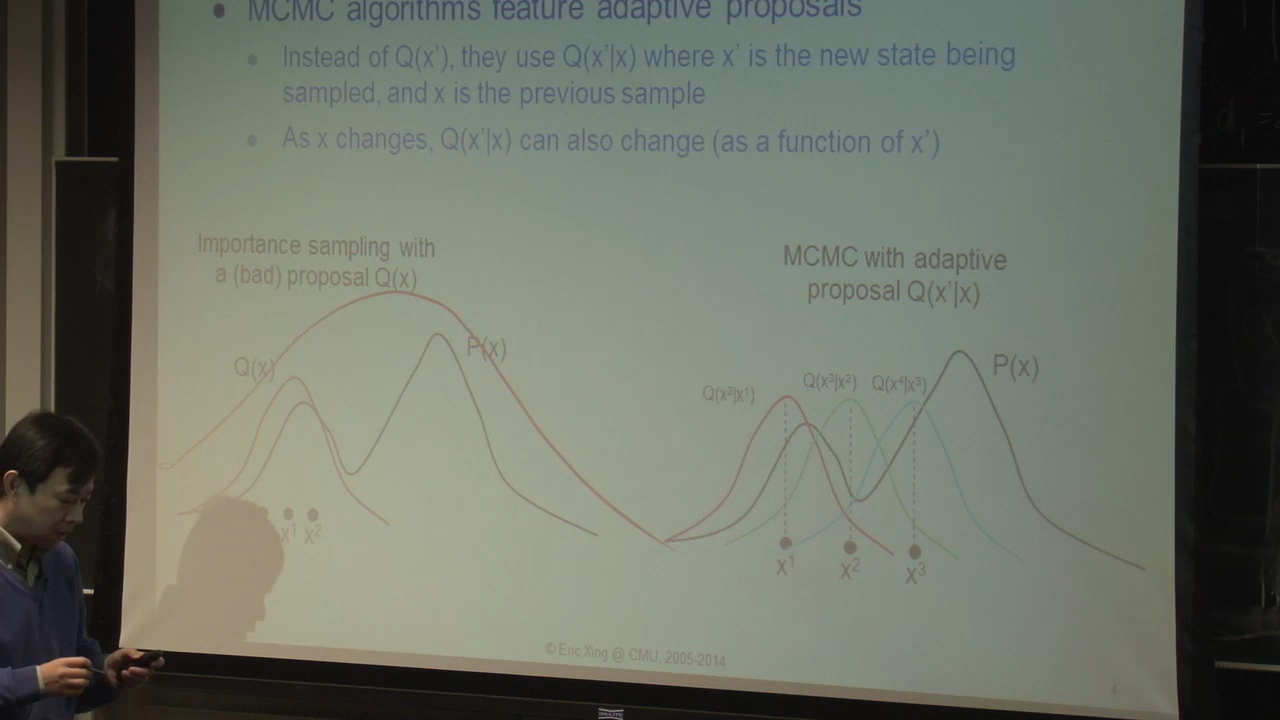 MCMC algorithms feature adaptive proposals
Instead of Q(x'), they use Q(x'|x) where x' is the new state being
sampled, and x is the previous sample
As x changes, Q(x'|x) can also change (as a function of x')
Importance sampling with
a (bad) proposal Q(x)
MCMC with adaptive
proposal Q(x'|x)
Q(x)
P(x)
x¹ x²
Q(x²|x¹)
Q(x³|x²)
Q(x⁴|x³)
P(x)
x¹ x² x³
© Eric Xing @ CMU, 2005-2014